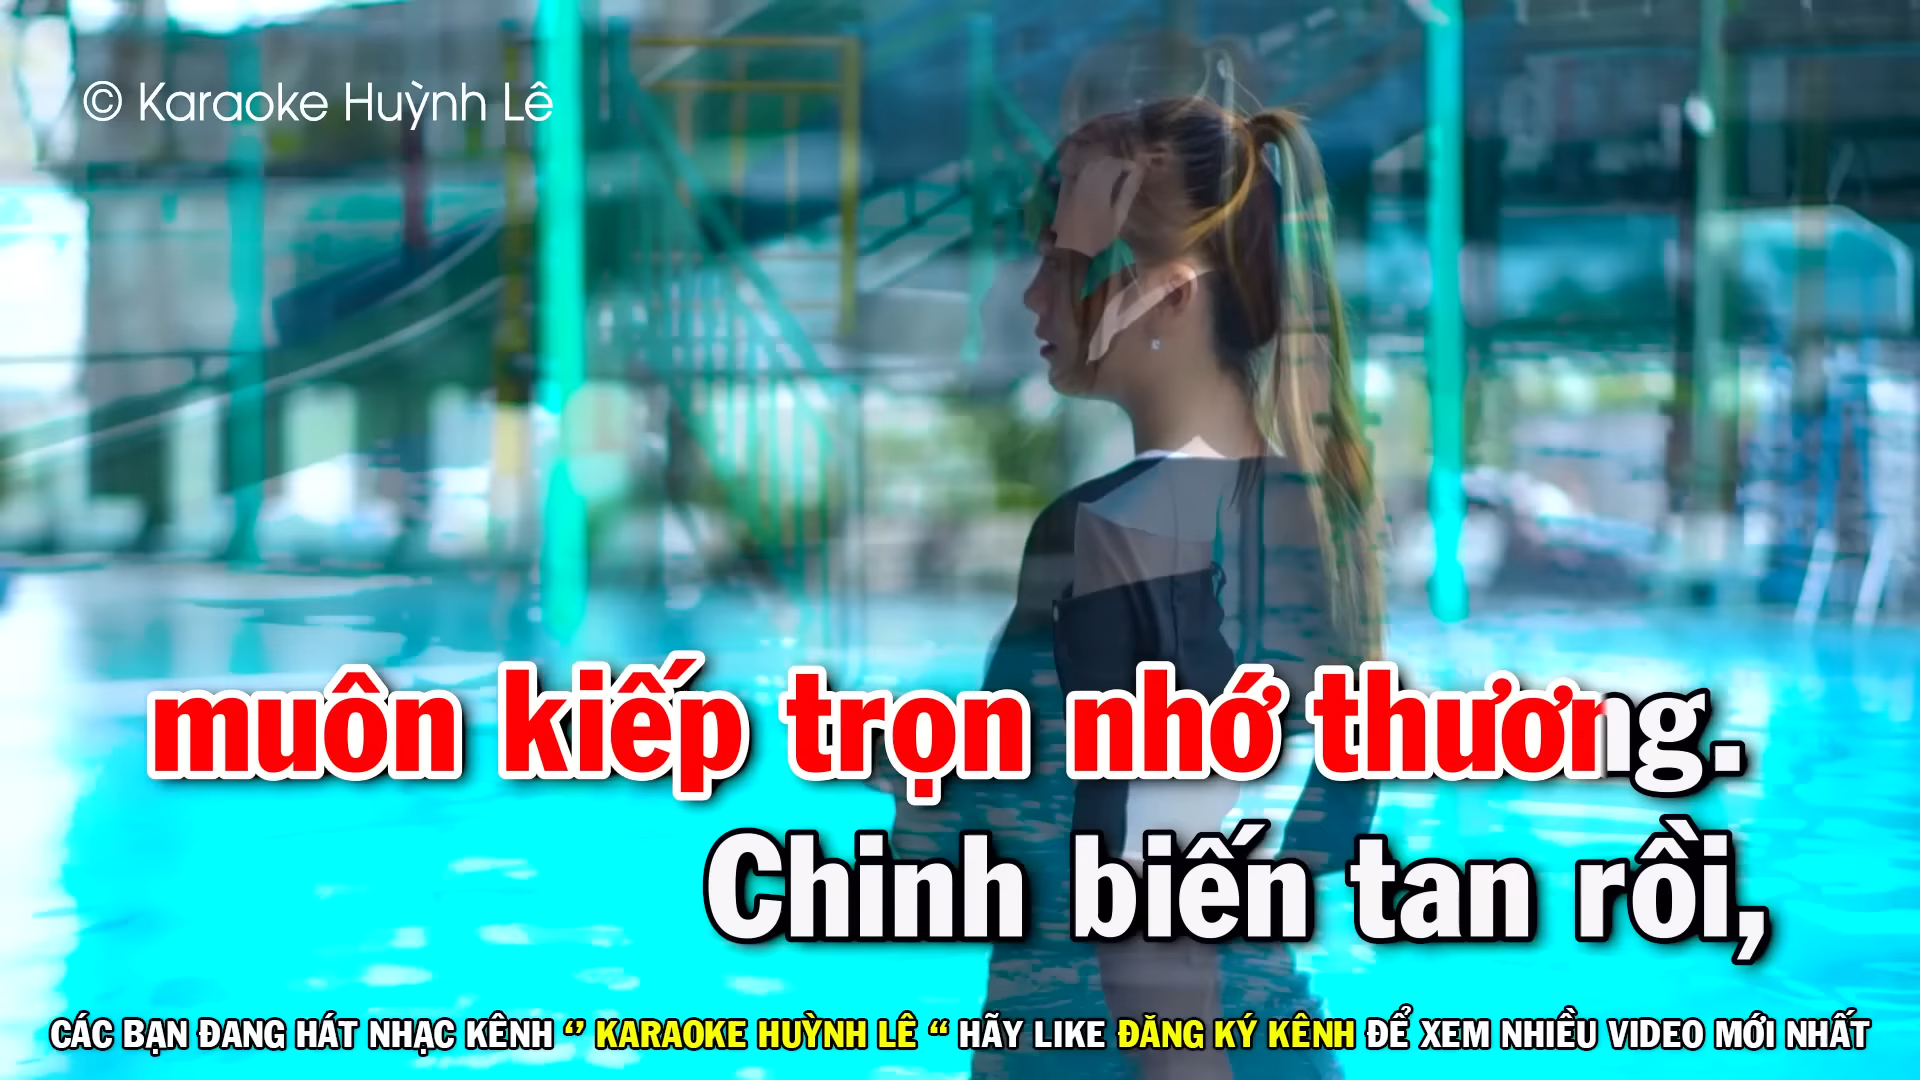 © Karaoke Huỳnh Lê
muôn kiếp trọn nhớ thương.
Chinh biến tan rồi,
CÁC BẠN ĐANG HÁT NHẠC KÊNH ‘’ KARAOKE HUỲNH LÊ “ HÃY LIKE ĐĂNG KÝ KÊNH ĐỂ XEM NHIỀU VIDEO MỚI NHẤT